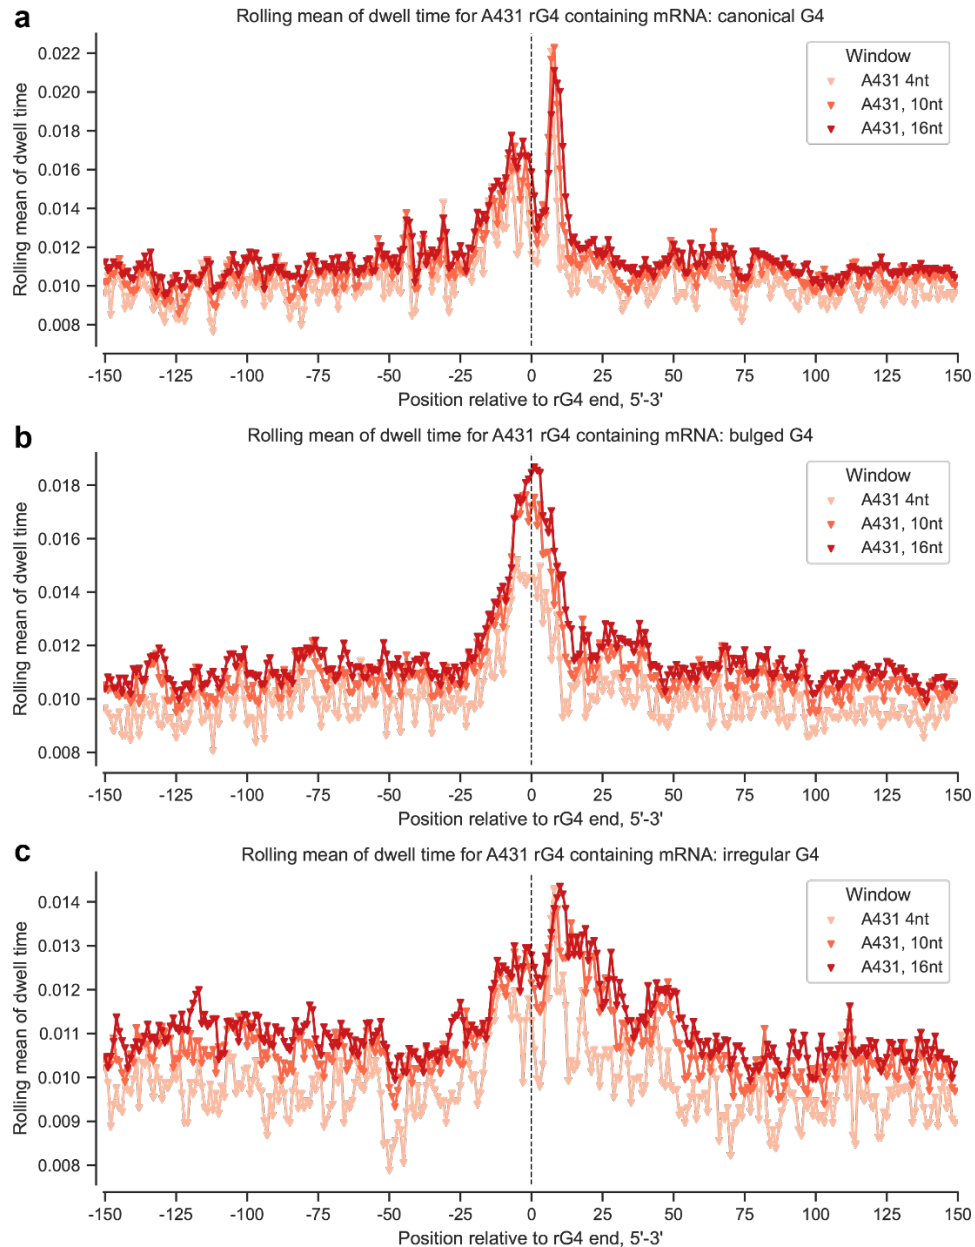 a
Rolling mean of dwell time for A431 rG4 containing mRNA: canonical G4
Rolling mean of dwell time
0.022
0.020
0.018
0.016
0.014
0.012
0.010
0.008
Window
A431 4nt
A431, 10nt
A431, 16nt
-150 -125 -100 -75 -50 -25 0 25 50 75 100 125 150
Position relative to rG4 end, 5'-3'
b
Rolling mean of dwell time for A431 rG4 containing mRNA: bulged G4
Rolling mean of dwell time
0.018
0.016
0.014
0.012
0.010
0.008
Window
A431 4nt
A431, 10nt
A431, 16nt
-150 -125 -100 -75 -50 -25 0 25 50 75 100 125 150
Position relative to rG4 end, 5'-3'
c
Rolling mean of dwell time for A431 rG4 containing mRNA: irregular G4
Rolling mean of dwell time
0.014
0.013
0.012
0.011
0.010
0.009
0.008
Window
A431 4nt
A431, 10nt
A431, 16nt
-150 -125 -100 -75 -50 -25 0 25 50 75 100 125 150
Position relative to rG4 end, 5'-3'